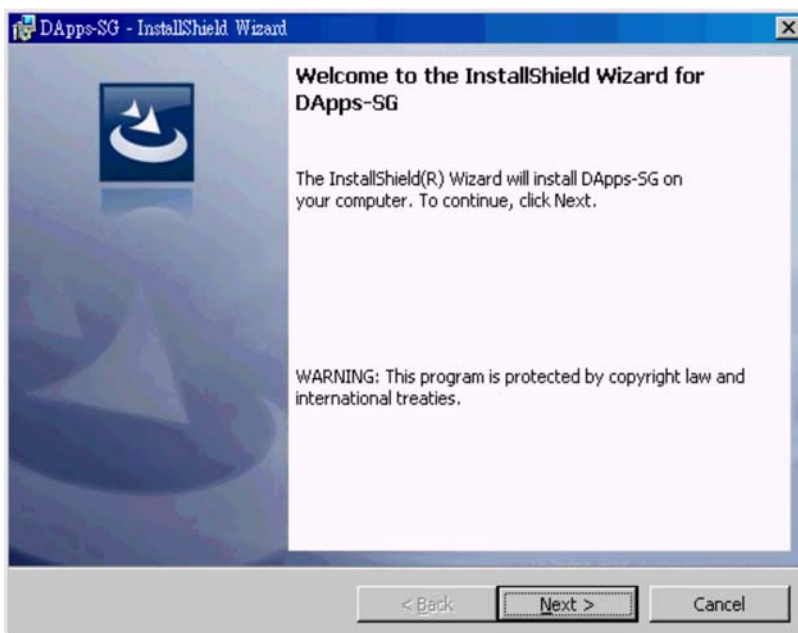 DApps-SG - InstallShield Wizard
Welcome to the InstallShield Wizard for
DApps-SG
The InstallShield(R) Wizard will install DApps-SG on
your computer. To continue, click Next.
WARNING: This program is protected by copyright law and
international treaties.
< Back
Next >
Cancel